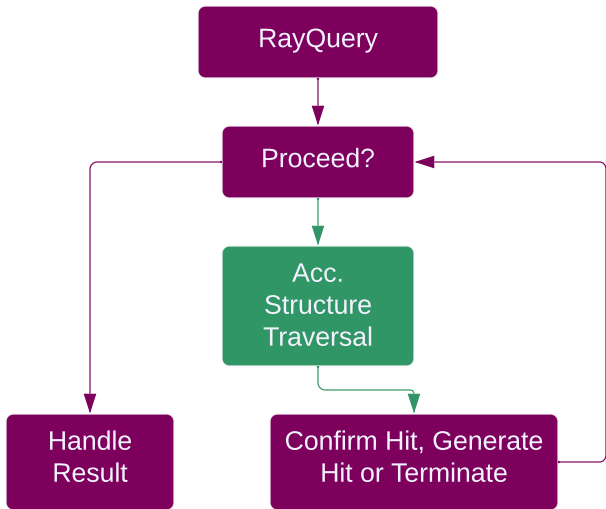 RayQuery
Proceed?
Acc.
Structure
Traversal
Handle
Result
Confirm Hit, Generate
Hit or Terminate